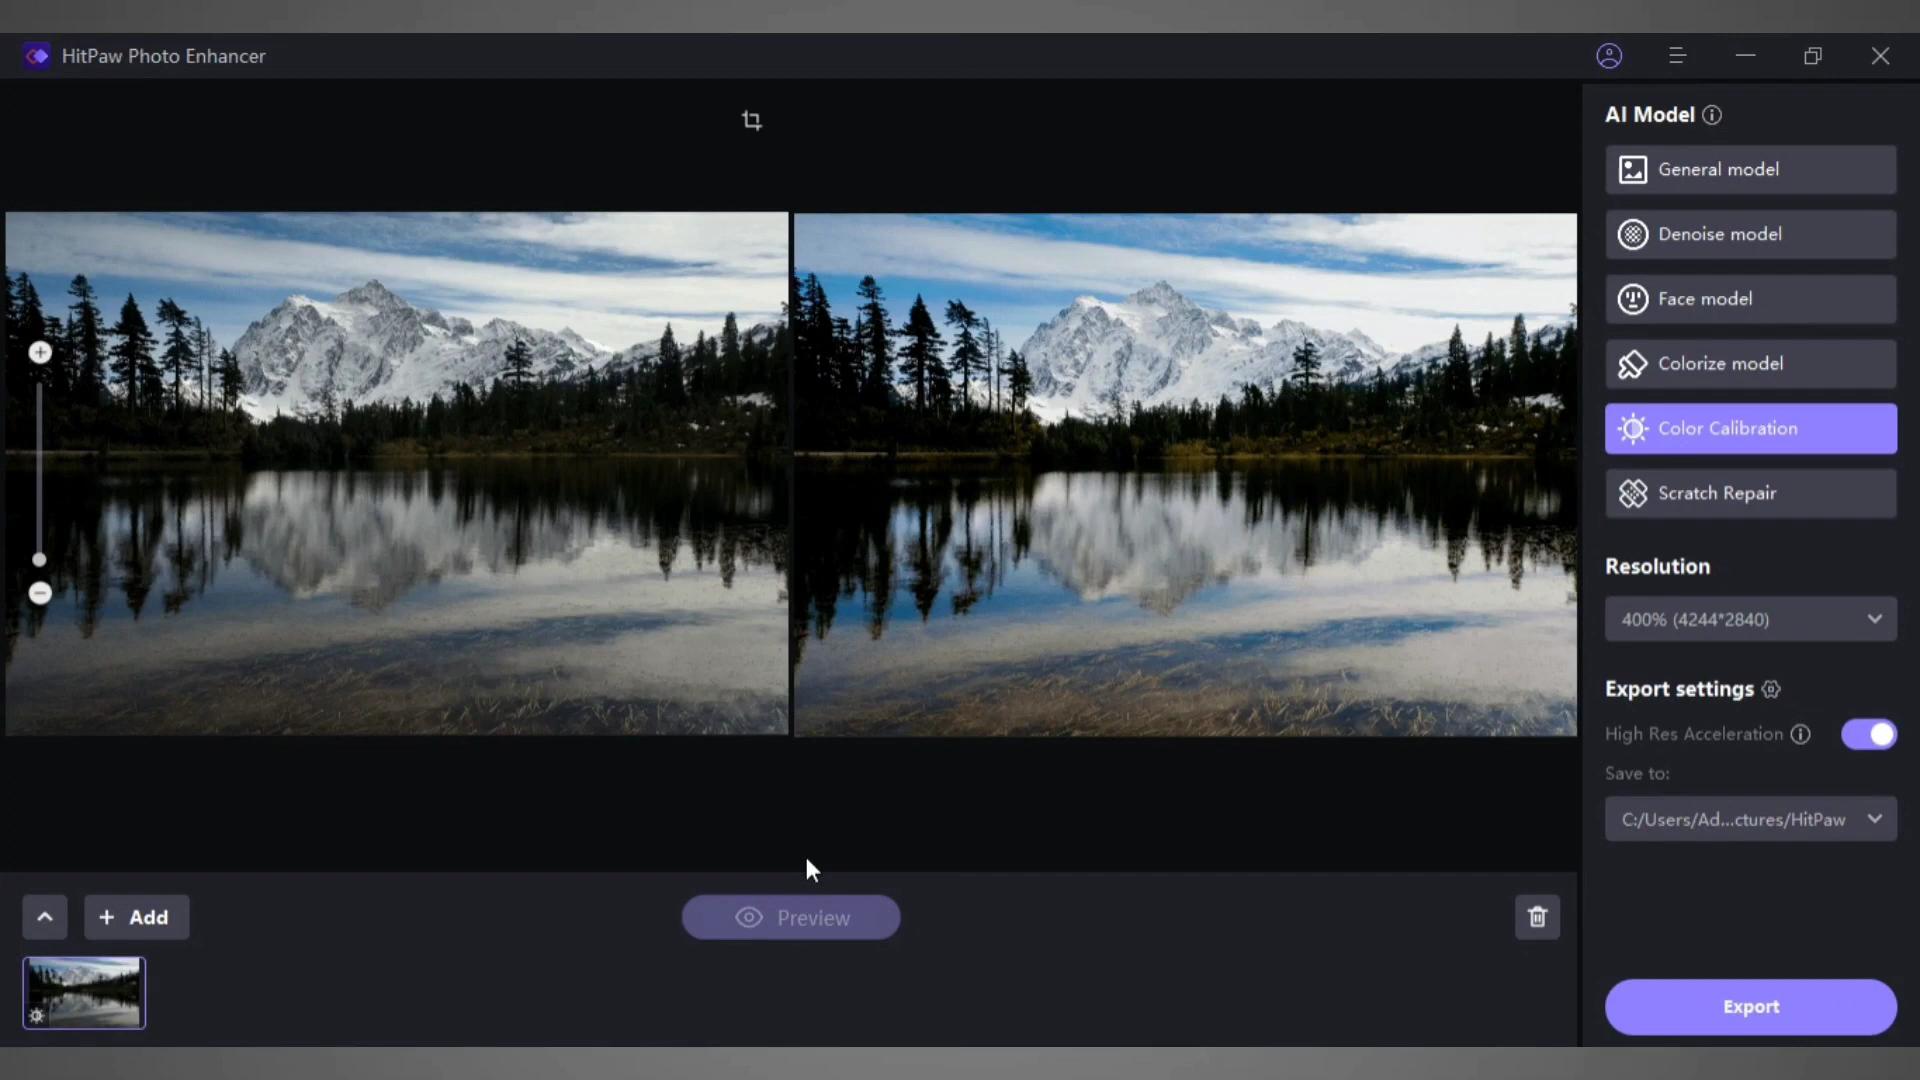 HitPaw Photo Enhancer
AI Model
General model
Denoise model
Face model
Colorize model
Color Calibration
Scratch Repair
Resolution
400% (4244*2840)
Export settings
High Res Acceleration
Save to:
C:/Users/Ad...ctures/HitPaw
Add
Preview
Export